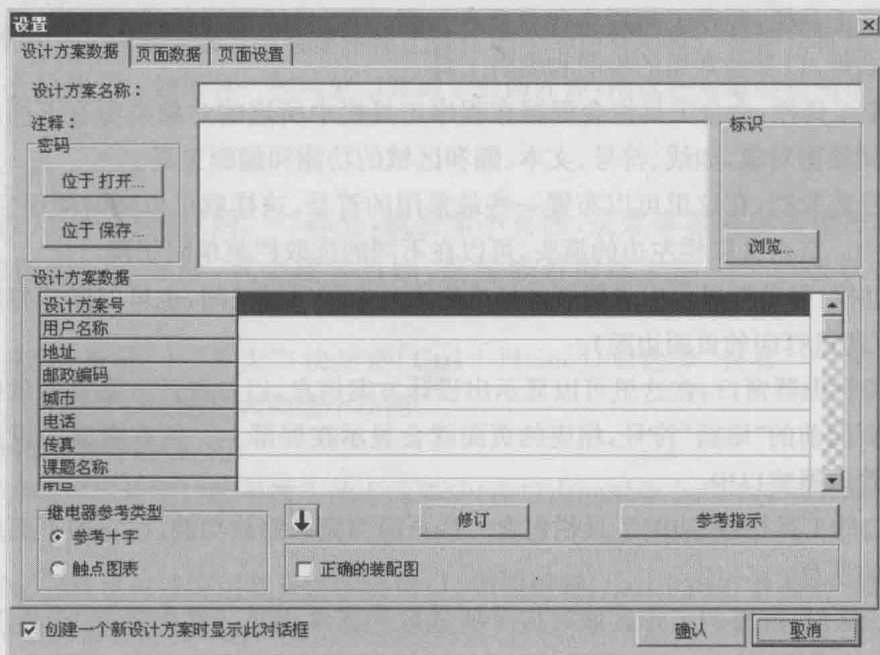 设置
设计方案数据 页面数据 页面设置
设计方案名称：
注释： 标识
密码
位于 打开...
位于 保存...
浏览...
设计方案数据
设计方案号
用户名称
地址
邮政编码
城市
电话
传真
课题名称
图号
继电器参考类型
参考十字
触点图表
修订 参考指示
正确的装配图
创建一个新设计方案时显示此对话框
确认 取消